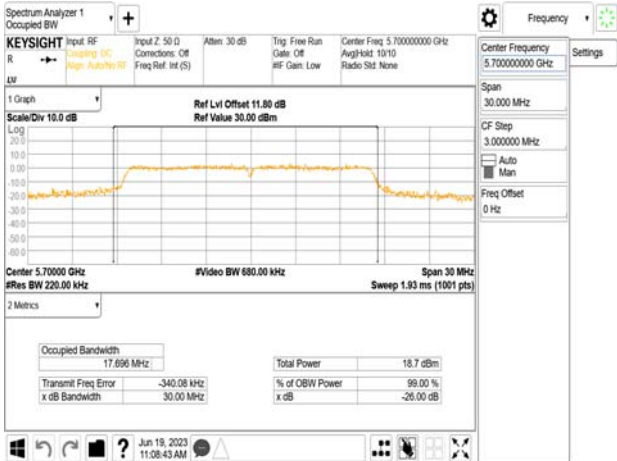 Spectrum Analyzer 1
Occupied BW
KEYSIGHT
R
LVI
Input: RF
Coupling: DC
Align: Auto/No RF
Input Z: 50 Ω
Corrections: Off
Freq Ref: Int (S)
Atten: 30 dB
Trig: Free Run
Gate: Off
#IF Gain: Low
Center Freq: 5.700000000 GHz
Avg|Hold: 10/10
Radio Std: None
1 Graph
Scale/Div 10.0 dB
Ref Lvl Offset 11.80 dB
Ref Value 30.00 dBm
Log
20.0
10.0
0.00
-10.0
-20.0
-30.0
-40.0
-50.0
-60.0
Center 5.70000 GHz
#Res BW 220.00 kHz
#Video BW 680.00 kHz
Span 30 MHz
Sweep 1.93 ms (1001 pts)
2 Metrics
Occupied Bandwidth
17.696 MHz
Total Power 18.7 dBm
Transmit Freq Error -340.08 kHz
% of OBW Power 99.00 %
x dB Bandwidth 30.00 MHz
x dB -26.00 dB
?
Jun 19, 2023
11:08:43 AM
Frequency
Center Frequency
5.700000000 GHz
Settings
Span
30.000 MHz
CF Step
3.000000 MHz
Auto
Man
Freq Offset
0 Hz